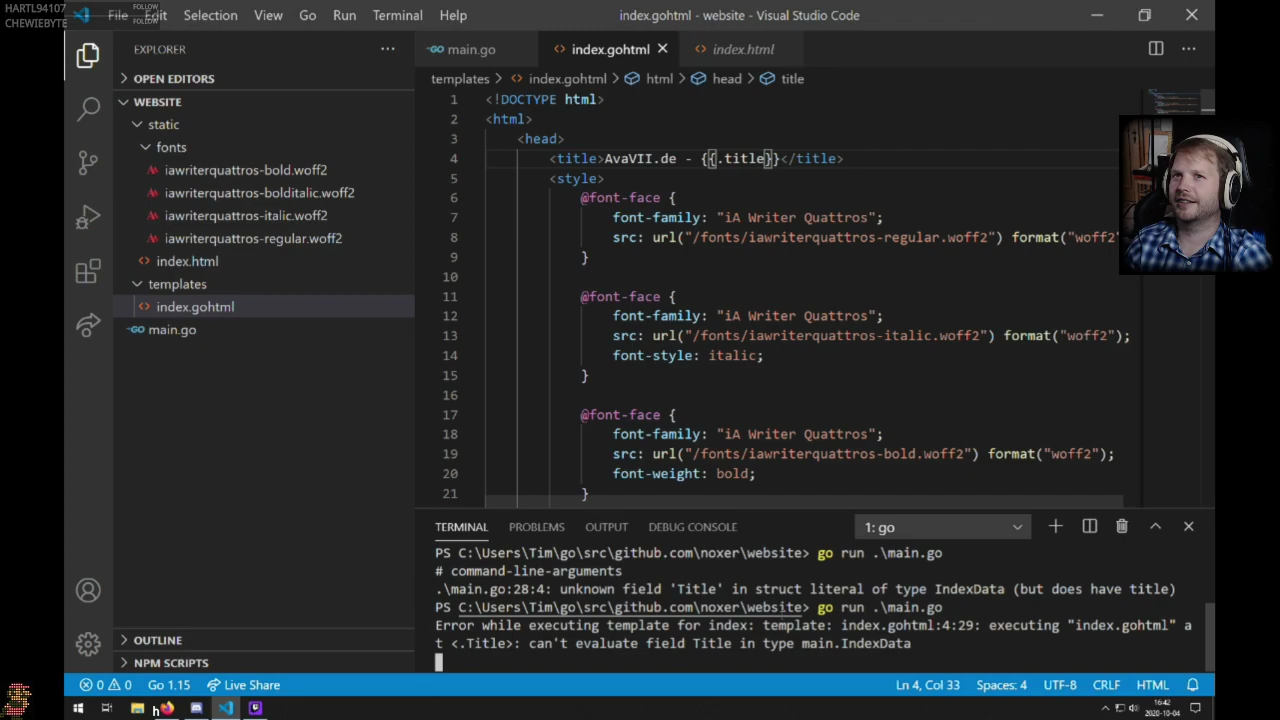 HARTL94107 FOLLOW
CHEWIEBYTE FOLLOW
File Edit Selection View Go Run Terminal Help
index.gohtml - website - Visual Studio Code
EXPLORER
OPEN EDITORS
WEBSITE
static
fonts
iawriterquattros-bold.woff2
iawriterquattros-bolditalic.woff2
iawriterquattros-italic.woff2
iawriterquattros-regular.woff2
index.html
templates
index.gohtml
main.go
OUTLINE
NPM SCRIPTS
main.go index.gohtml index.html
templates > index.gohtml > html > head > title
1 <!DOCTYPE html>
2 <html>
3 <head>
4 <title>AvaVII.de - {{.title}}</title>
5 <style>
6 @font-face {
7 font-family: "iA Writer Quattros";
8 src: url("/fonts/iawriterquattros-regular.woff2") format("woff2"
9 }
10
11 @font-face {
12 font-family: "iA Writer Quattros";
13 src: url("/fonts/iawriterquattros-italic.woff2") format("woff2");
14 font-style: italic;
15 }
16
17 @font-face {
18 font-family: "iA Writer Quattros";
19 src: url("/fonts/iawriterquattros-bold.woff2") format("woff2");
20 font-weight: bold;
21 }
TERMINAL PROBLEMS OUTPUT DEBUG CONSOLE 1: go
PS C:\Users\Tim\go\src\github.com\noxer\website> go run .\main.go
# command-line-arguments
.\main.go:28:4: unknown field 'Title' in struct literal of type IndexData (but does have title)
PS C:\Users\Tim\go\src\github.com\noxer\website> go run .\main.go
Error while executing template for index: template: index.gohtml:4:29: executing "index.gohtml" a
t <.Title>: can't evaluate field Title in type main.IndexData
0 0 Go 1.15 Live Share Ln 4, Col 33 Spaces: 4 UTF-8 CRLF HTML
16:42
2020-10-04